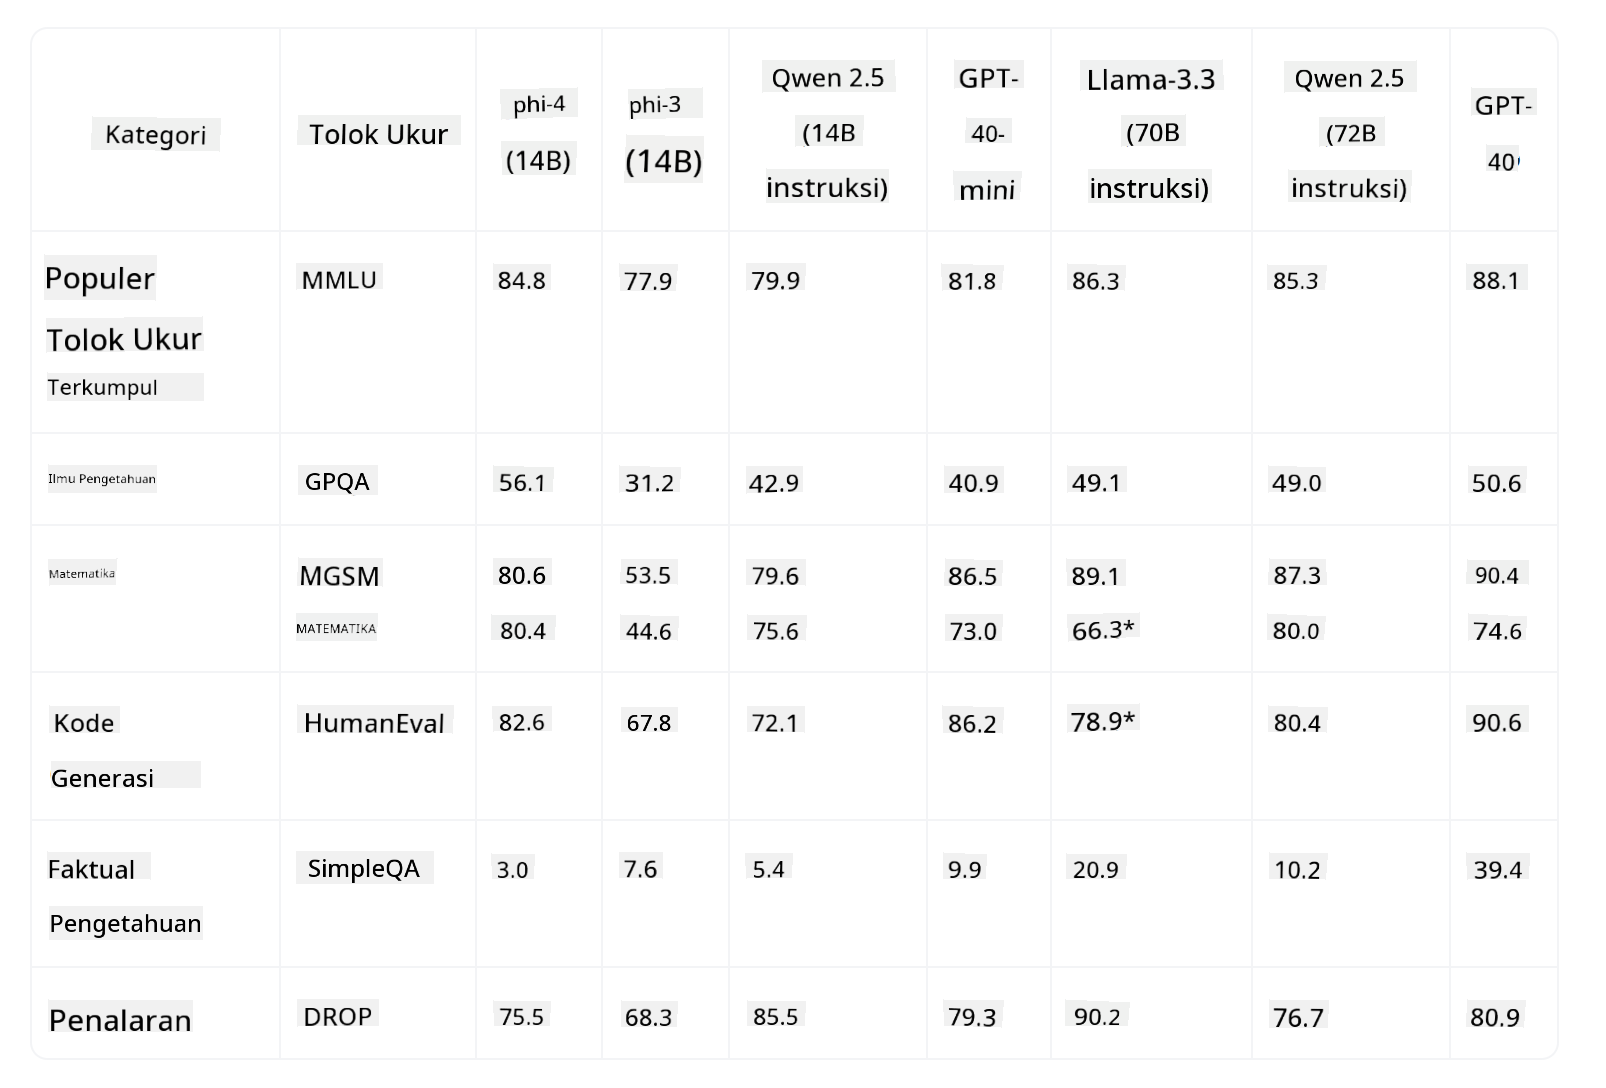 Kategori
Tolok Ukur
phi-4
(14B)
phi-3
(14B)
Qwen 2.5
(14B
instruksi)
GPT-
40-
mini
Llama-3.3
(70B
instruksi)
Qwen 2.5
(72B
instruksi)
GPT-
40
Populer
Tolok Ukur
Terkumpul
MMLU
84.8
77.9
79.9
81.8
86.3
85.3
88.1
Ilmu Pengetahuan
GPQA
56.1
31.2
42.9
40.9
49.1
49.0
50.6
Matematika
MGSM
80.6
53.5
79.6
86.5
89.1
87.3
90.4
MATEMATIKA
80.4
44.6
75.6
73.0
66.3*
80.0
74.6
Kode
Generasi
HumanEval
82.6
67.8
72.1
86.2
78.9*
80.4
90.6
Faktual
Pengetahuan
SimpleQA
3.0
7.6
5.4
9.9
20.9
10.2
39.4
Penalaran
DROP
75.5
68.3
85.5
79.3
90.2
76.7
80.9